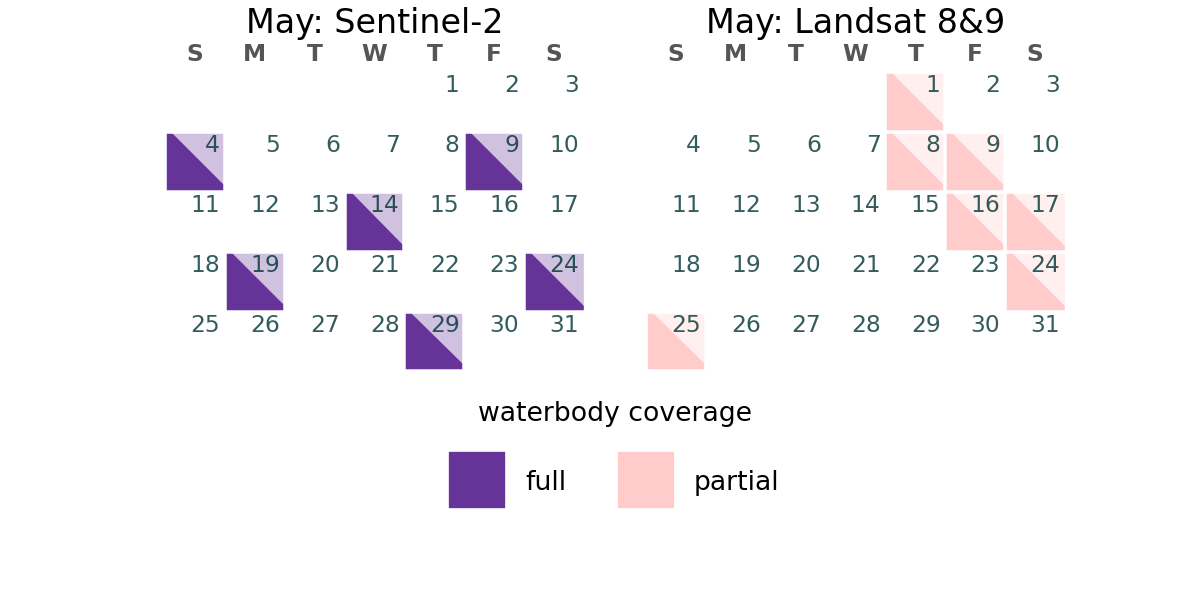 May: Sentinel-2
S M T W T F S
1 2 3
4 5 6 7 8 9 10
11 12 13 14 15 16 17
18 19 20 21 22 23 24
25 26 27 28 29 30 31
May: Landsat 8&9
S M T W T F S
1 2 3
4 5 6 7 8 9 10
11 12 13 14 15 16 17
18 19 20 21 22 23 24
25 26 27 28 29 30 31
waterbody coverage
full
partial